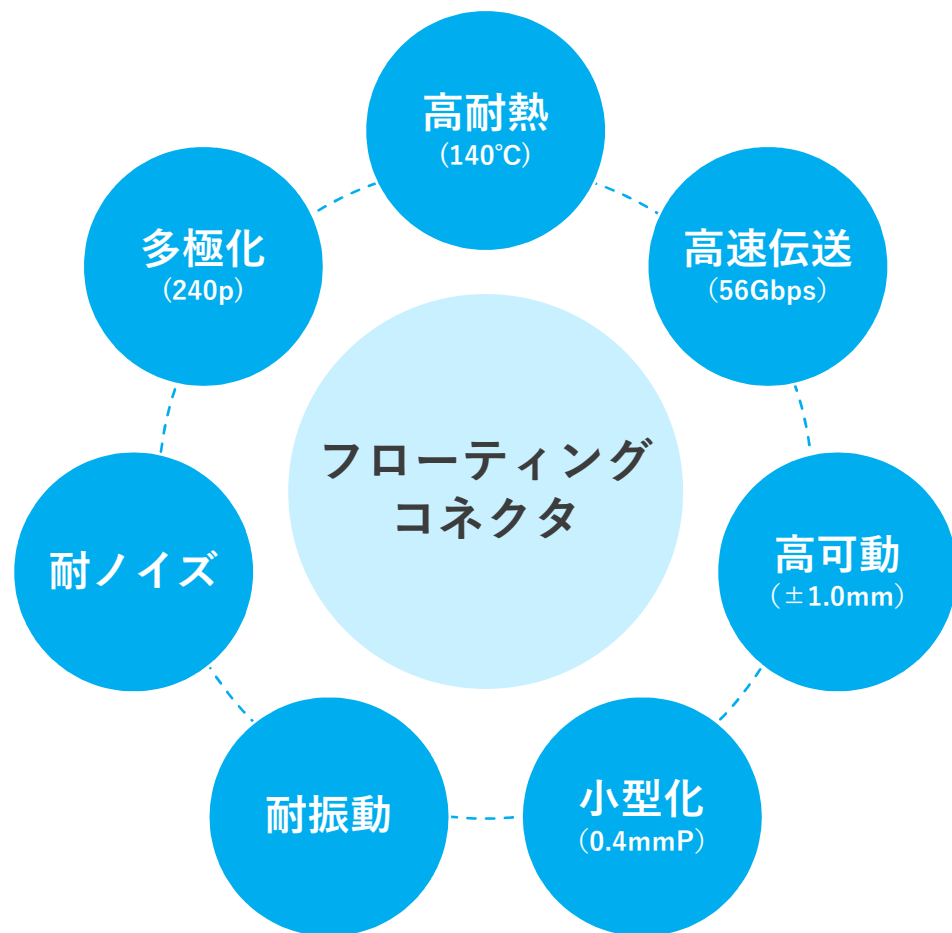 高耐熱
（140℃）
高速伝送
（56Gbps）
高可動
（±1.0mm）
小型化
（0.4mmP）
耐振動
耐ノイズ
多極化
（240p）
フローティング
コネクタ